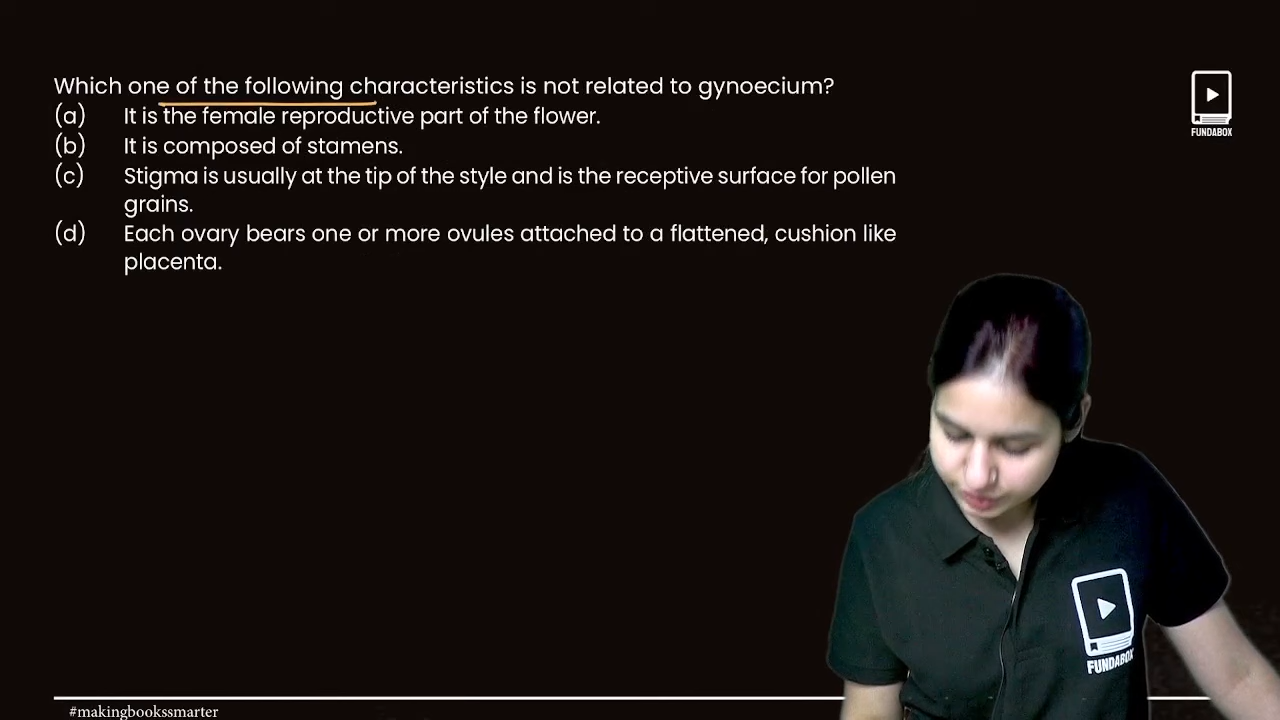 Which one of the following characteristics is not related to gynoecium?
(a) It is the female reproductive part of the flower.
(b) It is composed of stamens.
(c) Stigma is usually at the tip of the style and is the receptive surface for pollen
grains.
(d) Each ovary bears one or more ovules attached to a flattened, cushion like
placenta.
FUNDABOX
FUNDABOX
#makingbookssmarter